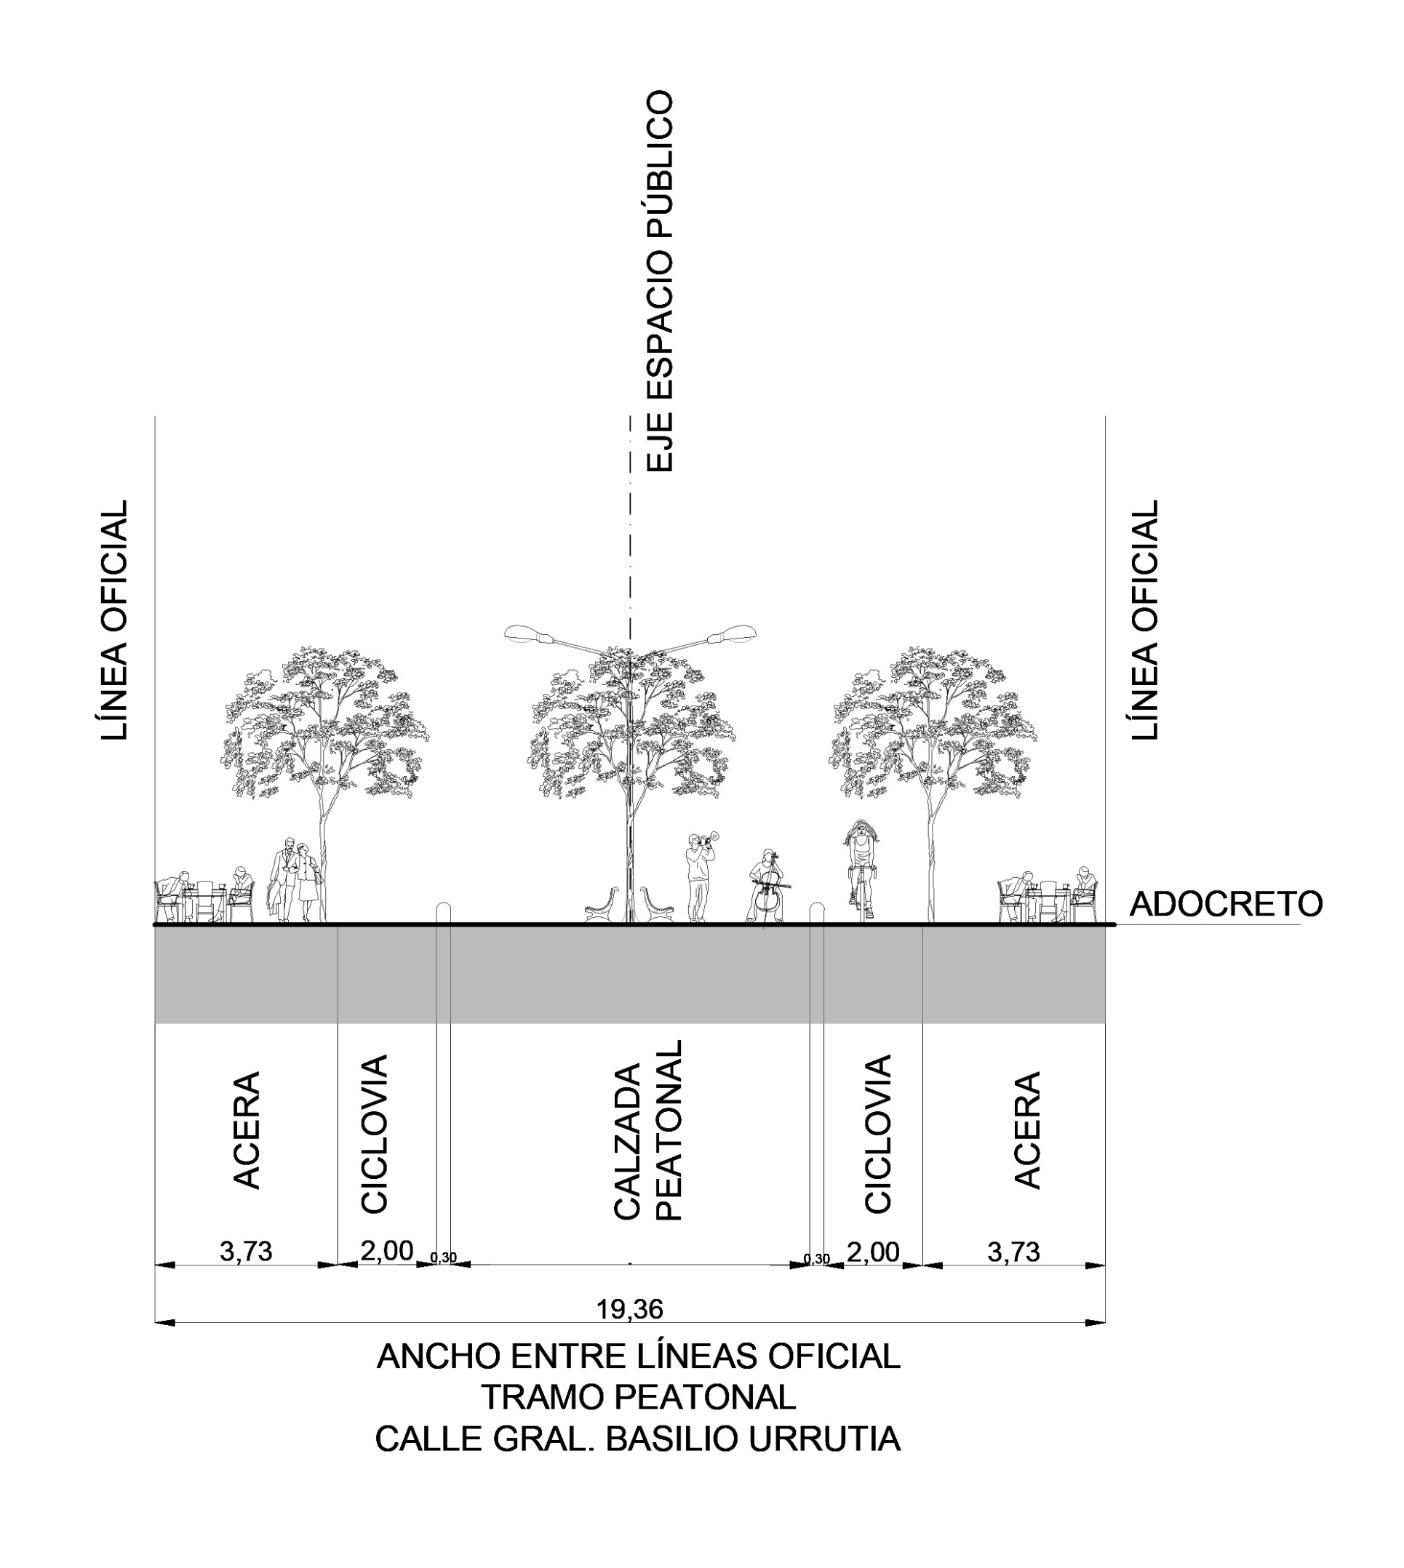 EJE ESPACIO PÚBLICO
LÍNEA OFICIAL
LÍNEA OFICIAL
ADOCRETO
ACERA
CICLOVIA
CALZADA
PEATONAL
CICLOVIA
ACERA
3,73
2,00
0,30
0,30
2,00
3,73
19,36
ANCHO ENTRE LÍNEAS OFICIAL
TRAMO PEATONAL
CALLE GRAL. BASILIO URRUTIA